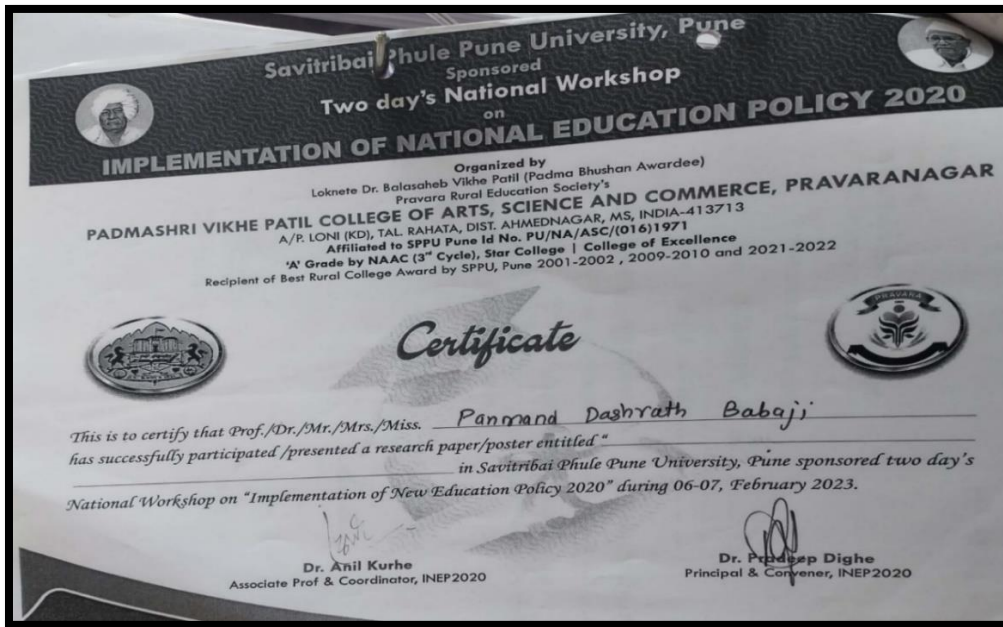 Savitribai Phule Pune University, Pune
Sponsored
Two day's National Workshop
on
IMPLEMENTATION OF NATIONAL EDUCATION POLICY 2020
Organized by
Loknete Dr. Balasaheb Vikhe Patil (Padma Bhushan Awardee)
Pravara Rural Education Society's
PADMASHRI VIKHE PATIL COLLEGE OF ARTS, SCIENCE AND COMMERCE, PRAVARANAGAR
A/P. LONI (KD), TAL. RAHATA, DIST. AHMEDNAGAR, MS, INDIA-413713
Affiliated to SPPU Pune Id No. PU/NA/ASC/(016)1971
'A' Grade by NAAC (3rd Cycle), Star College | College of Excellence
Recipient of Best Rural College Award by SPPU, Pune 2001-2002 , 2009-2010 and 2021-2022
PRAVARA
Certificate
This is to certify that Prof./Dr./Mr./Mrs./Miss. Panmand Dashrath Babaji
has successfully participated /presented a research paper/poster entitled "
in Savitribai Phule Pune University, Pune sponsored two day's
National Workshop on "Implementation of New Education Policy 2020" during 06-07, February 2023.
Dr. Anil Kurhe
Associate Prof & Coordinator, INEP2020
Dr. Pradeep Dighe
Principal & Convener, INEP2020